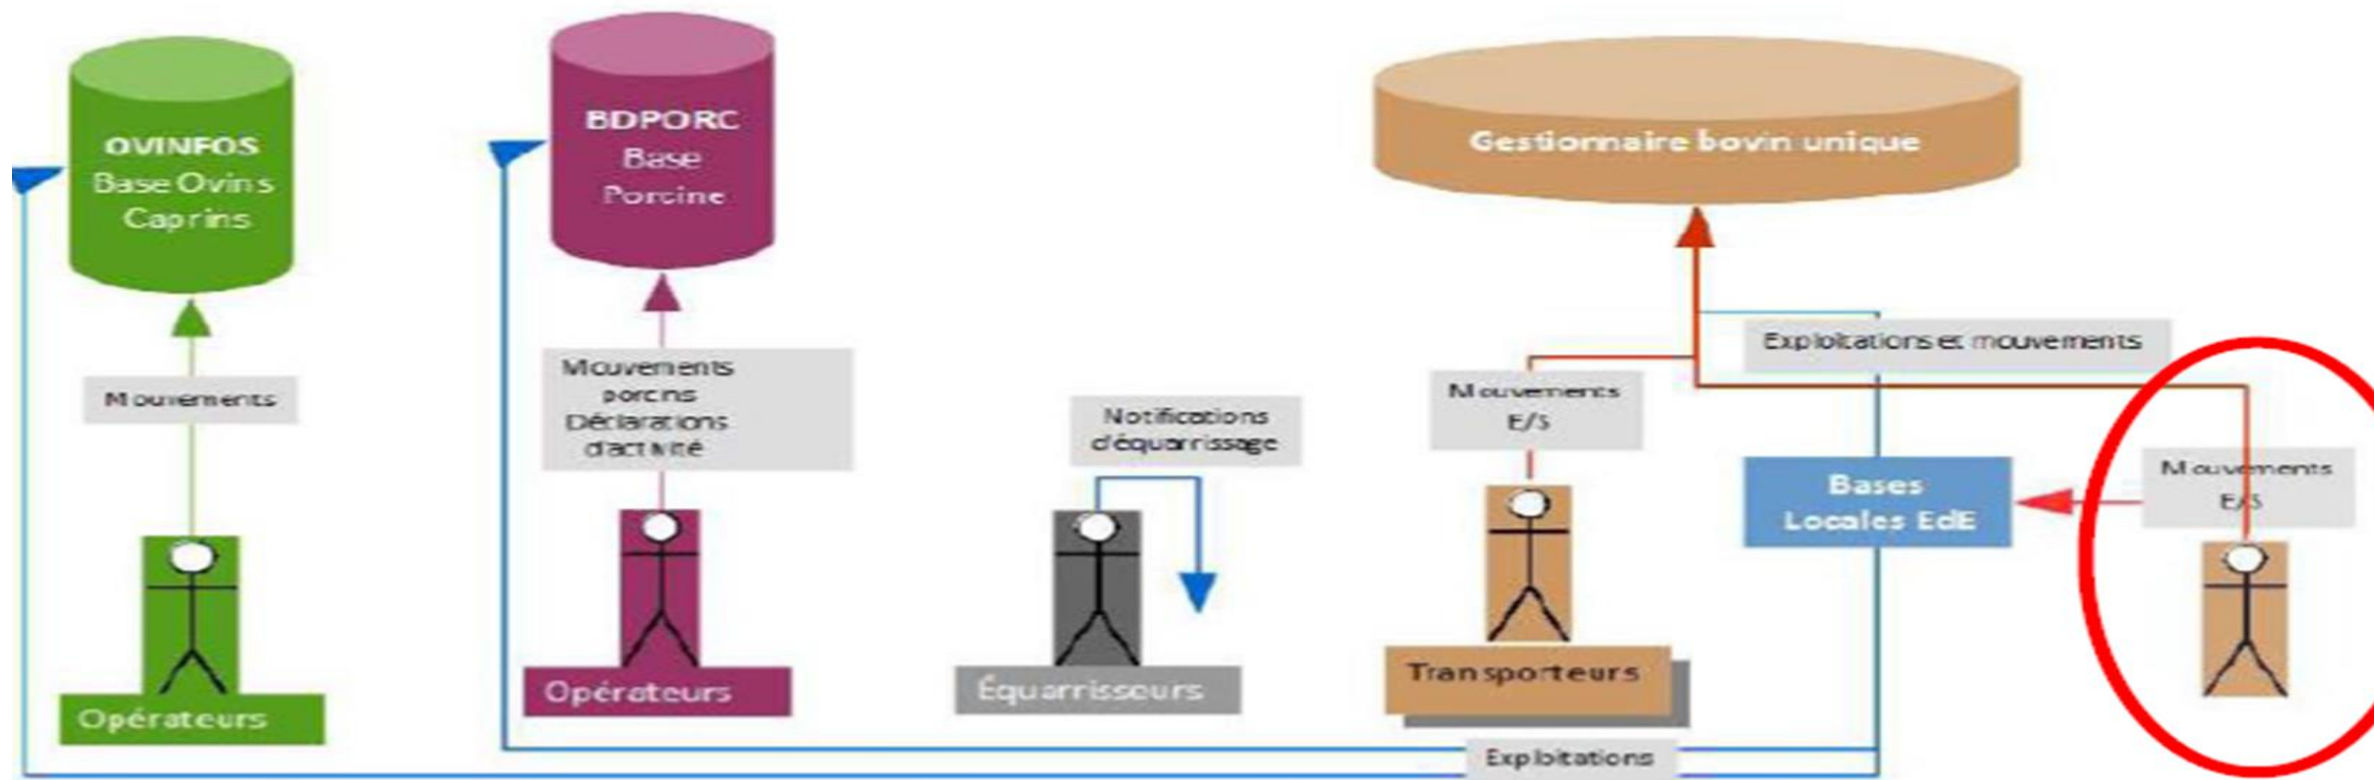 OVINFOS
Base Ovins
Caprins
Mouvements
Opérateurs
BDPORC
Base
Porcine
Mouvements
porcins
Déclarations
d'activité
Opérateurs
Notifications
d'équarrissage
Équarrisseurs
Gestionnaire bovin unique
Exploitations et mouvements
Mouvements
E/S
Transporteurs
Bases
Locales EdE
Mouvements
E/S
Exploitations